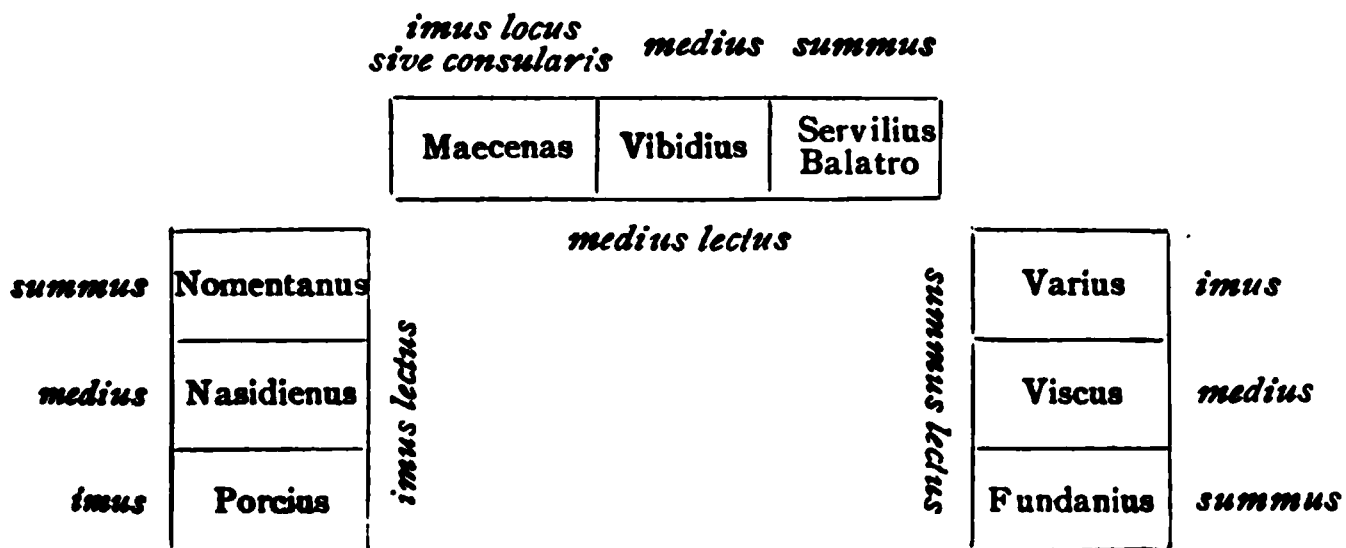 imus locus
sive consularis
medius
summus
Maecenas
Vibidius
Servilius
Balatro
medius lectus
summus
Nomentanus
medius
Nasidienus
imus
Porcius
imus lectus
summus lectus
Varius
imus
Viscus
medius
Fundanius
summus